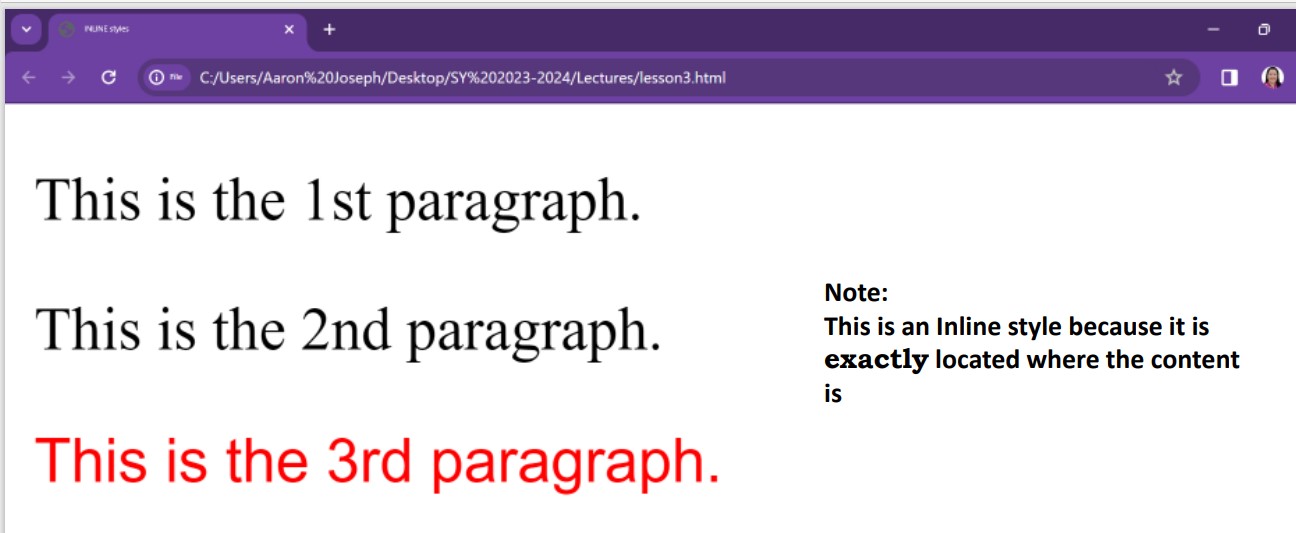 INLINE styles
File C:/Users/Aaron%20Joseph/Desktop/SY%202023-2024/Lectures/lesson3.html
This is the 1st paragraph.
This is the 2nd paragraph.
This is the 3rd paragraph.
Note:
This is an Inline style because it is
exactly located where the content
is